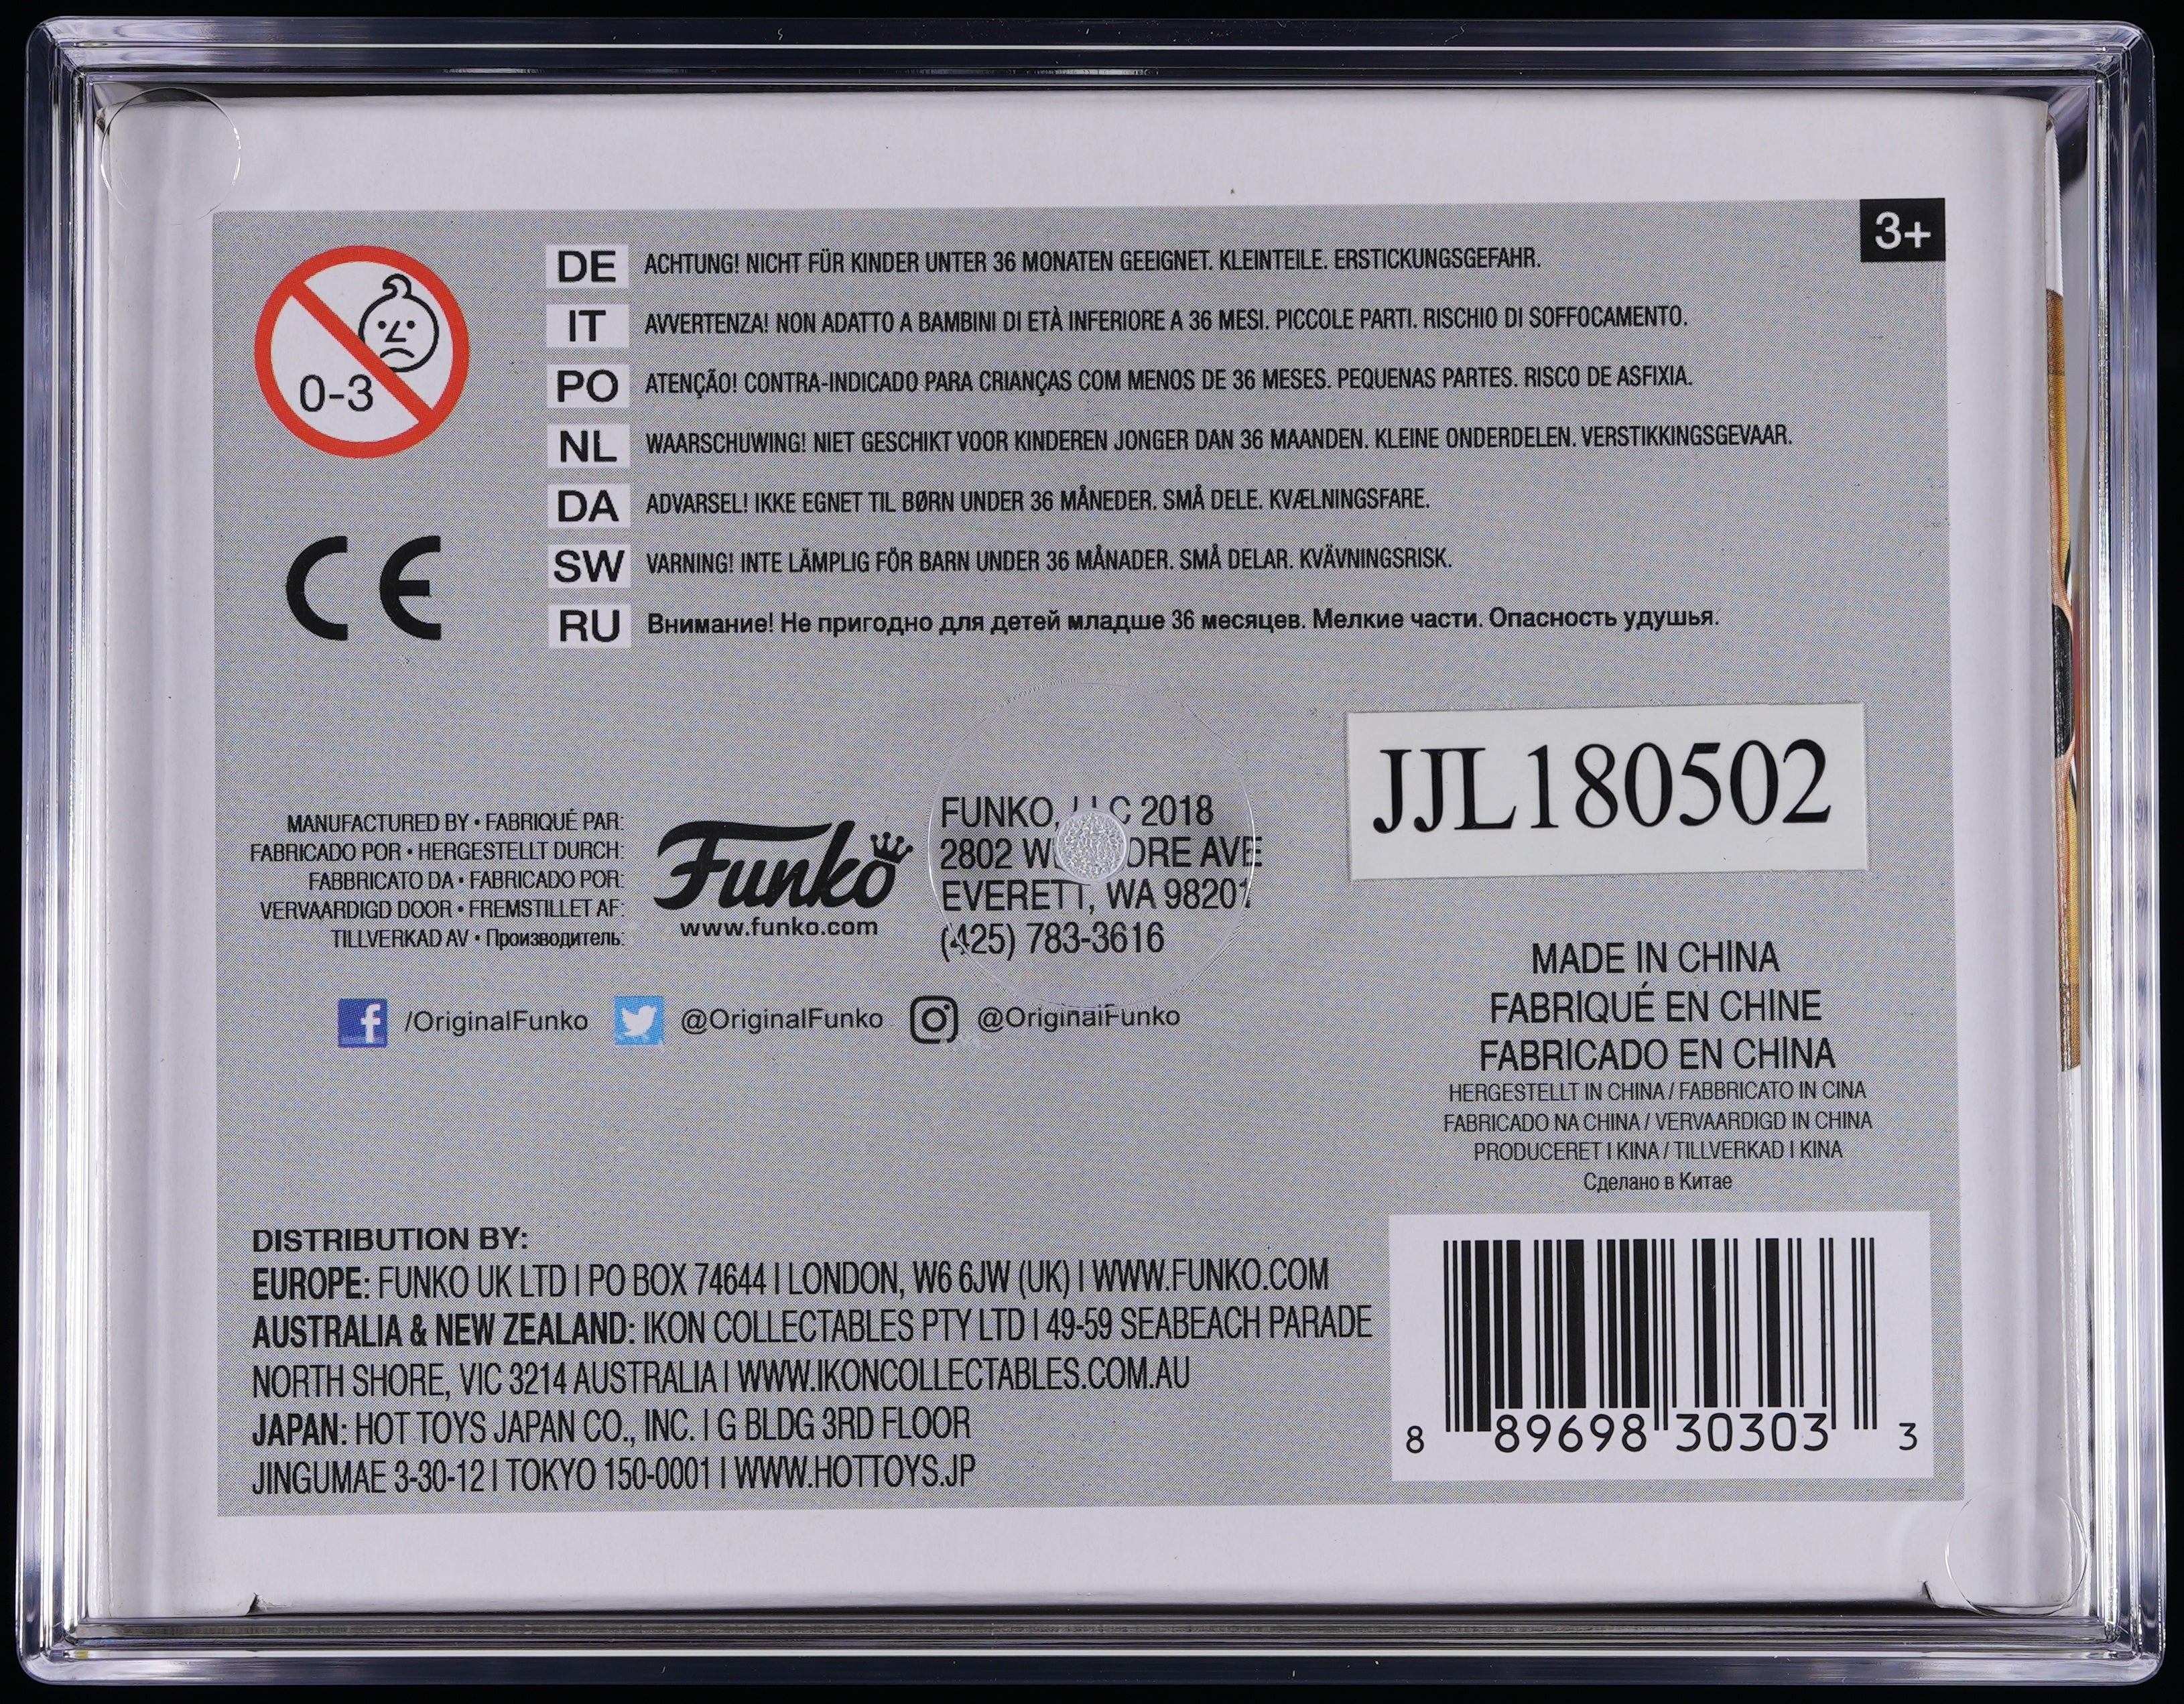 3+
0-3
CE
DE ACHTUNG! NICHT FÜR KINDER UNTER 36 MONATEN GEEIGNET. KLEINTEILE. ERSTICKUNGSGEFAHR.
IT AVVERTENZA! NON ADATTO A BAMBINI DI ETÀ INFERIORE A 36 MESI. PICCOLE PARTI. RISCHIO DI SOFFOCAMENTO.
PO ATENÇÃO! CONTRA-INDICADO PARA CRIANÇAS COM MENOS DE 36 MESES. PEQUENAS PARTES. RISCO DE ASFIXIA.
NL WAARSCHUWING! NIET GESCHIKT VOOR KINDEREN JONGER DAN 36 MAANDEN. KLEINE ONDERDELEN. VERSTIKKINGSGEVAAR.
DA ADVARSEL! IKKE EGNET TIL BØRN UNDER 36 MÅNEDER. SMÅ DELE. KVÆLNINGSFARE.
SW VARNING! INTE LÄMPLIG FÖR BARN UNDER 36 MÅNADER. SMÅ DELAR. KVÄVNINGSRISK.
RU Внимание! Не пригодно для детей младше 36 месяцев. Мелкие части. Опасность удушья.
MANUFACTURED BY • FABRIQUÉ PAR:
FABRICADO POR • HERGESTELLT DURCH:
FABBRICATO DA • FABRICADO POR:
VERVAARDIGD DOOR • FREMSTILLET AF:
TILLVERKAD AV • Производитель:
Funko
www.funko.com
FUNKO, LLC 2018
2802 AVE
EVERETT, WA 98201
(425) 783-3616
JJL180502
/OriginalFunko @OriginalFunko @OriginalFunko
MADE IN CHINA
FABRIQUÉ EN CHINE
FABRICADO EN CHINA
HERGESTELLT IN CHINA / FABBRICATO IN CINA
FABRICADO NA CHINA / VERVAARDIGD IN CHINA
PRODUCERET I KINA / TILLVERKAD I KINA
Сделано в Китае
DISTRIBUTION BY:
EUROPE: FUNKO UK LTD | PO BOX 74644 | LONDON, W6 6JW (UK) | WWW.FUNKO.COM
AUSTRALIA & NEW ZEALAND: IKON COLLECTABLES PTY LTD | 49-59 SEABEACH PARADE
NORTH SHORE, VIC 3214 AUSTRALIA | WWW.IKONCOLLECTABLES.COM.AU
JAPAN: HOT TOYS JAPAN CO., INC. | G BLDG 3RD FLOOR
JINGUMAE 3-30-12 | TOKYO 150-0001 | WWW.HOTTOYS.JP
8 89698 30303 3